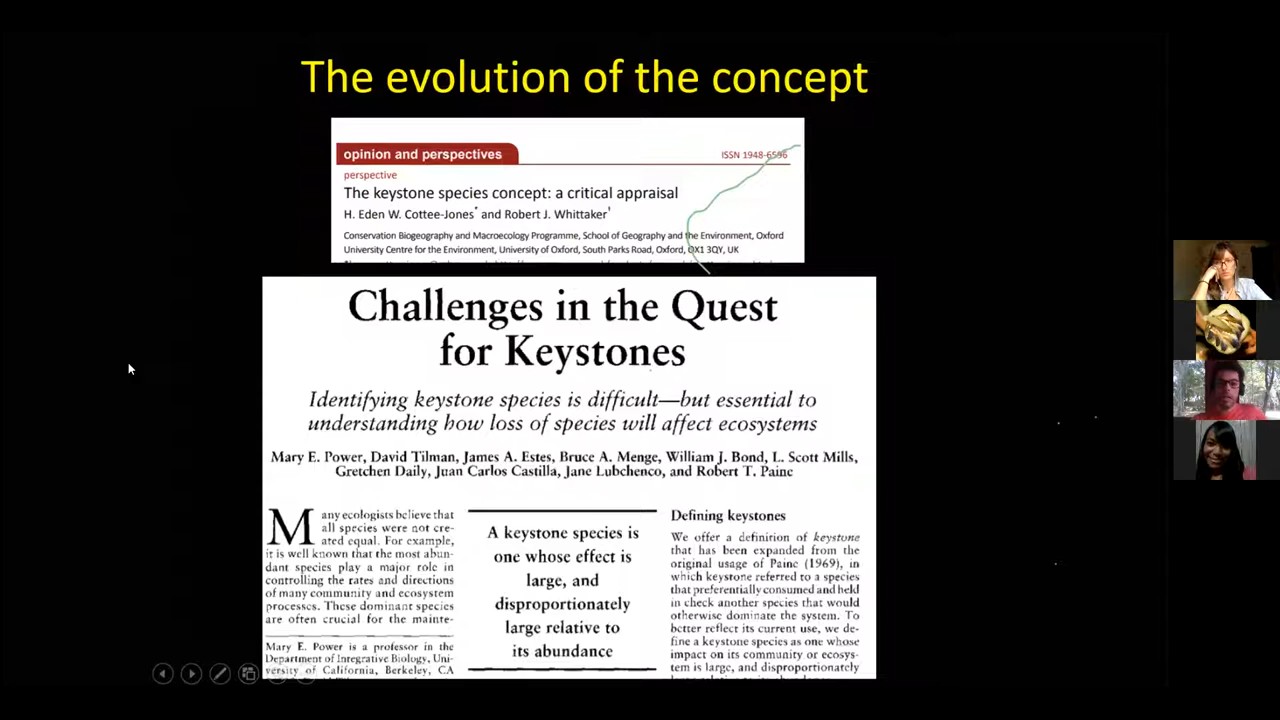 The evolution of the concept
opinion and perspectives
ISSN 1948-6596
perspective
The keystone species concept: a critical appraisal
H. Eden W. Cottee-Jones* and Robert J. Whittaker¹
Conservation Biogeography and Macroecology Programme, School of Geography and the Environment, Oxford
University Centre for the Environment, University of Oxford, South Parks Road, Oxford, OX1 3QY, UK
Challenges in the Quest
for Keystones
Identifying keystone species is difficult—but essential to
understanding how loss of species will affect ecosystems
Mary E. Power, David Tilman, James A. Estes, Bruce A. Menge, William J. Bond, L. Scott Mills,
Gretchen Daily, Juan Carlos Castilla, Jane Lubchenco, and Robert T. Paine
Many ecologists believe that
all species were not cre-
ated equal. For example,
it is well known that the most abun-
dant species play a major role in
controlling the rates and directions
of many community and ecosystem
processes. These dominant species
are often crucial for the mainte-
Mary E. Power is a professor in the
Department of Integrative Biology, Uni-
versity of California, Berkeley, CA
A keystone species is
one whose effect is
large, and
disproportionately
large relative to
its abundance
Defining keystones
We offer a definition of keystone
that has been expanded from the
original usage of Paine (1969), in
which keystone referred to a species
that preferentially consumed and held
in check another species that would
otherwise dominate the system. To
better reflect its current use, we de-
fine a keystone species as one whose
impact on its community or ecosys-
tem is large, and disproportionately